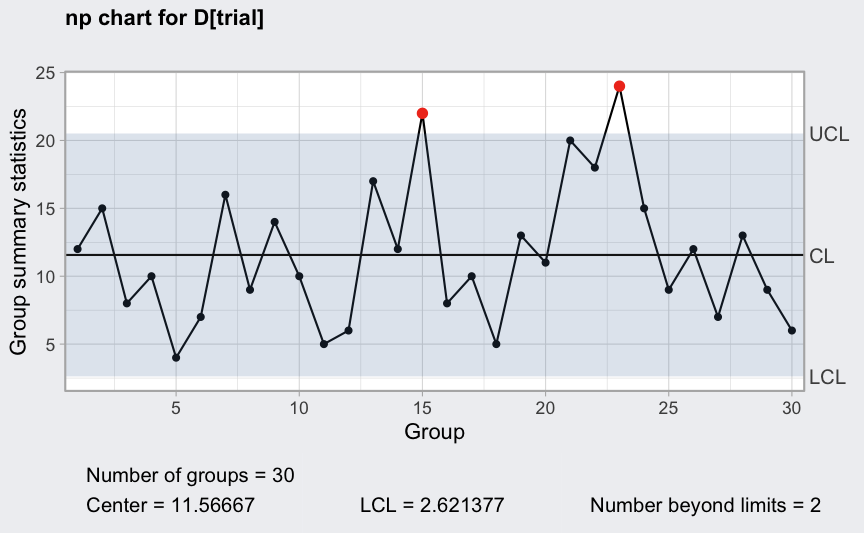 np chart for D[trial]
Group summary statistics
25
20
15
10
5
UCL
CL
LCL
5 10 15 20 25 30
Group
Number of groups = 30
Center = 11.56667 LCL = 2.621377 Number beyond limits = 2